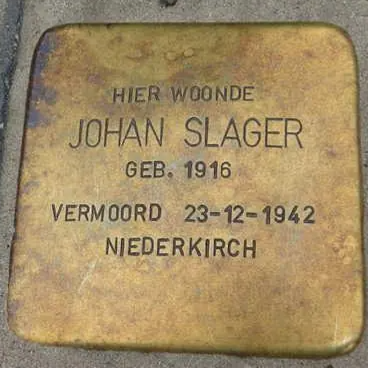 HIER WOONDE
JOHAN SLAGER
GEB. 1916
VERMOORD 23-12-1942
NIEDERKIRCH